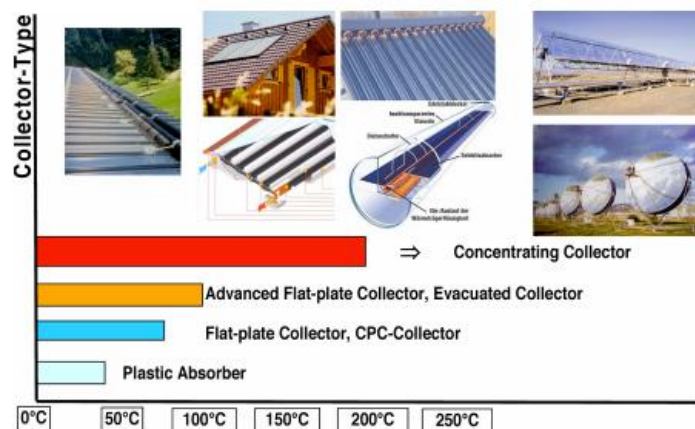 Collector-Type
Edelstahldeckel
⇒ Concentrating Collector
Advanced Flat-plate Collector, Evacuated Collector
Flat-plate Collector, CPC-Collector
Plastic Absorber
0°C 50°C 100°C 150°C 200°C 250°C